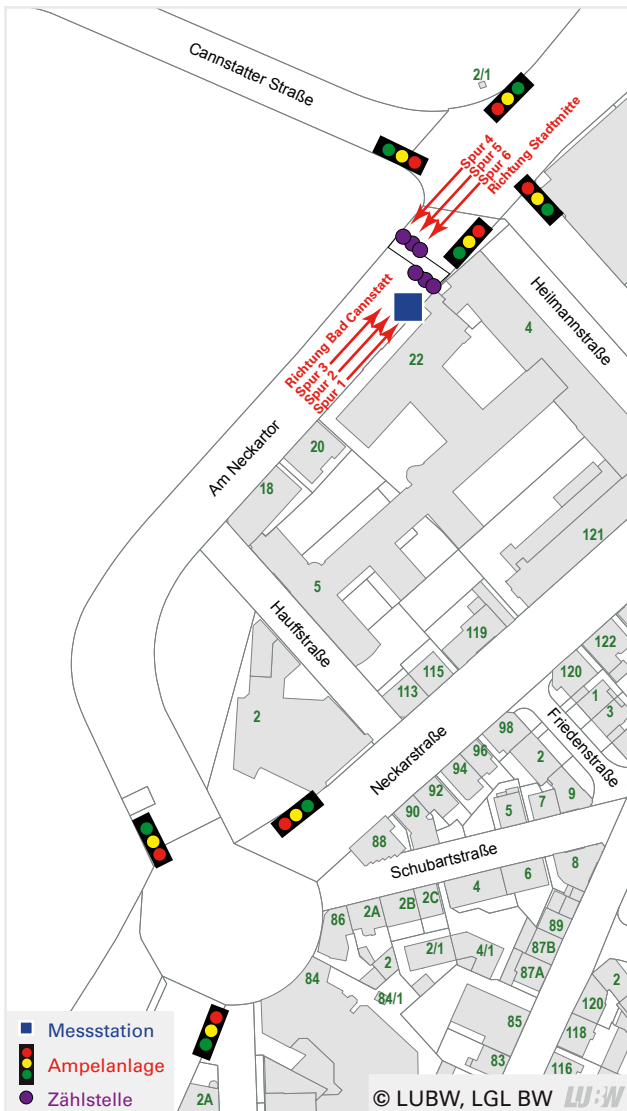 Cannstatter Straße
2/1
Spur 4
Spur 5
Spur 6
Richtung Stadtmitte
Heilmannstraße
4
Richtung Bad Cannstatt
Spur 3
Spur 2
Spur 1
22
Am Neckartor
20
18
121
5
Hauffstraße
119
115
113
122
120
1
3
2
Neckarstraße
98
96
94
92
90
88
2
Friedenstraße
9
7
5
Schubartstraße
8
6
4
2C
2B
2A
86
89
87B
87A
2/1
4/1
2
84
84/1
85
83
2
120
118
116
2A
Messstation
Ampelanlage
Zählstelle
© LUBW, LGL BW LUBW